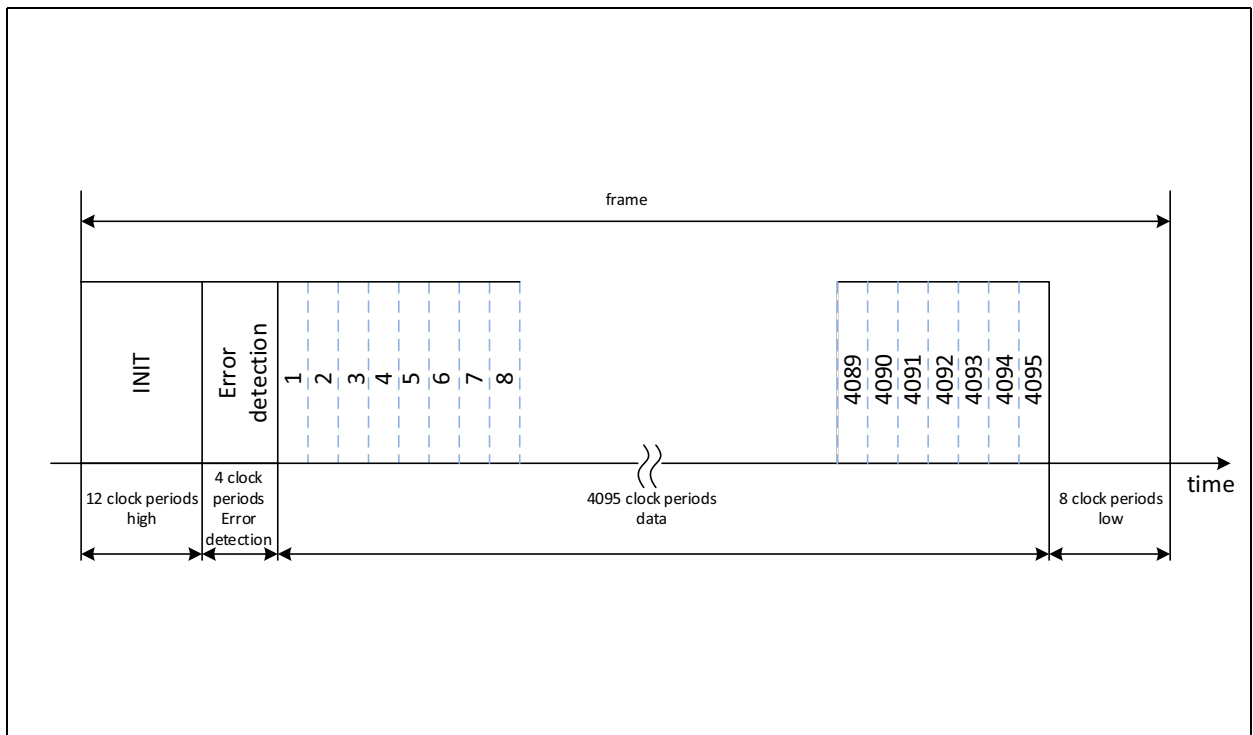 frame
INIT
Error
detection
1
2
3
4
5
6
7
8
4089
4090
4091
4092
4093
4094
4095
time
12 clock periods
high
4 clock
periods
Error
detection
4095 clock periods
data
8 clock periods
low